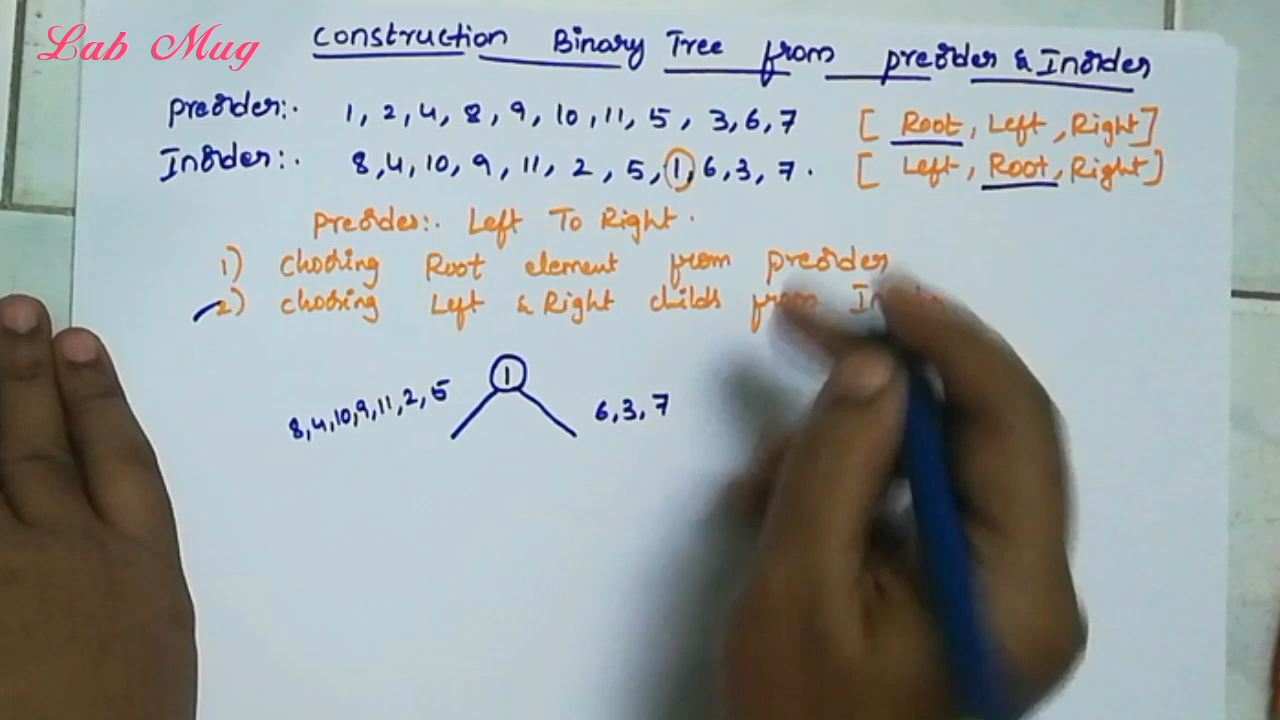 Lab Mug
Construction Binary Tree from preorder & Inorder
preorder:. 1, 2, 4, 8, 9, 10, 11, 5, 3, 6, 7 [ Root, Left, Right]
Inorder:. 8, 4, 10, 9, 11, 2, 5, 1, 6, 3, 7. [ Left, Root, Right]
preorder:. Left To Right.
1) choosing Root element from preorder
2) choosing Left & Right childs from
1
8, 4, 10, 9, 11, 2, 5
6, 3, 7